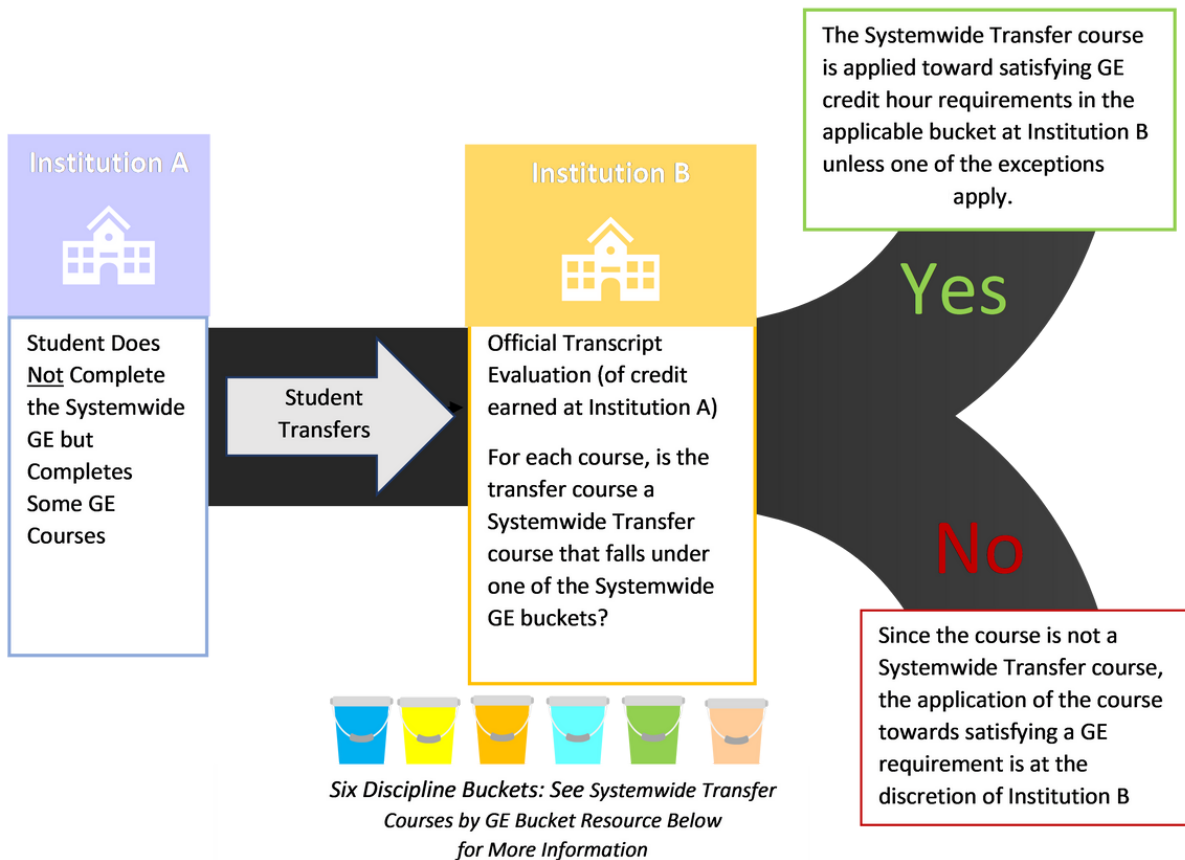 Institution A
Student Does
Not Complete
the Systemwide
GE but
Completes
Some GE
Courses
Student
Transfers
Institution B
Official Transcript
Evaluation (of credit
earned at Institution A)
For each course, is the
transfer course a
Systemwide Transfer
course that falls under
one of the Systemwide
GE buckets?
Six Discipline Buckets: See Systemwide Transfer
Courses by GE Bucket Resource Below
for More Information
The Systemwide Transfer course
is applied toward satisfying GE
credit hour requirements in the
applicable bucket at Institution B
unless one of the exceptions
apply.
Yes
No
Since the course is not a
Systemwide Transfer course,
the application of the course
towards satisfying a GE
requirement is at the
discretion of Institution B